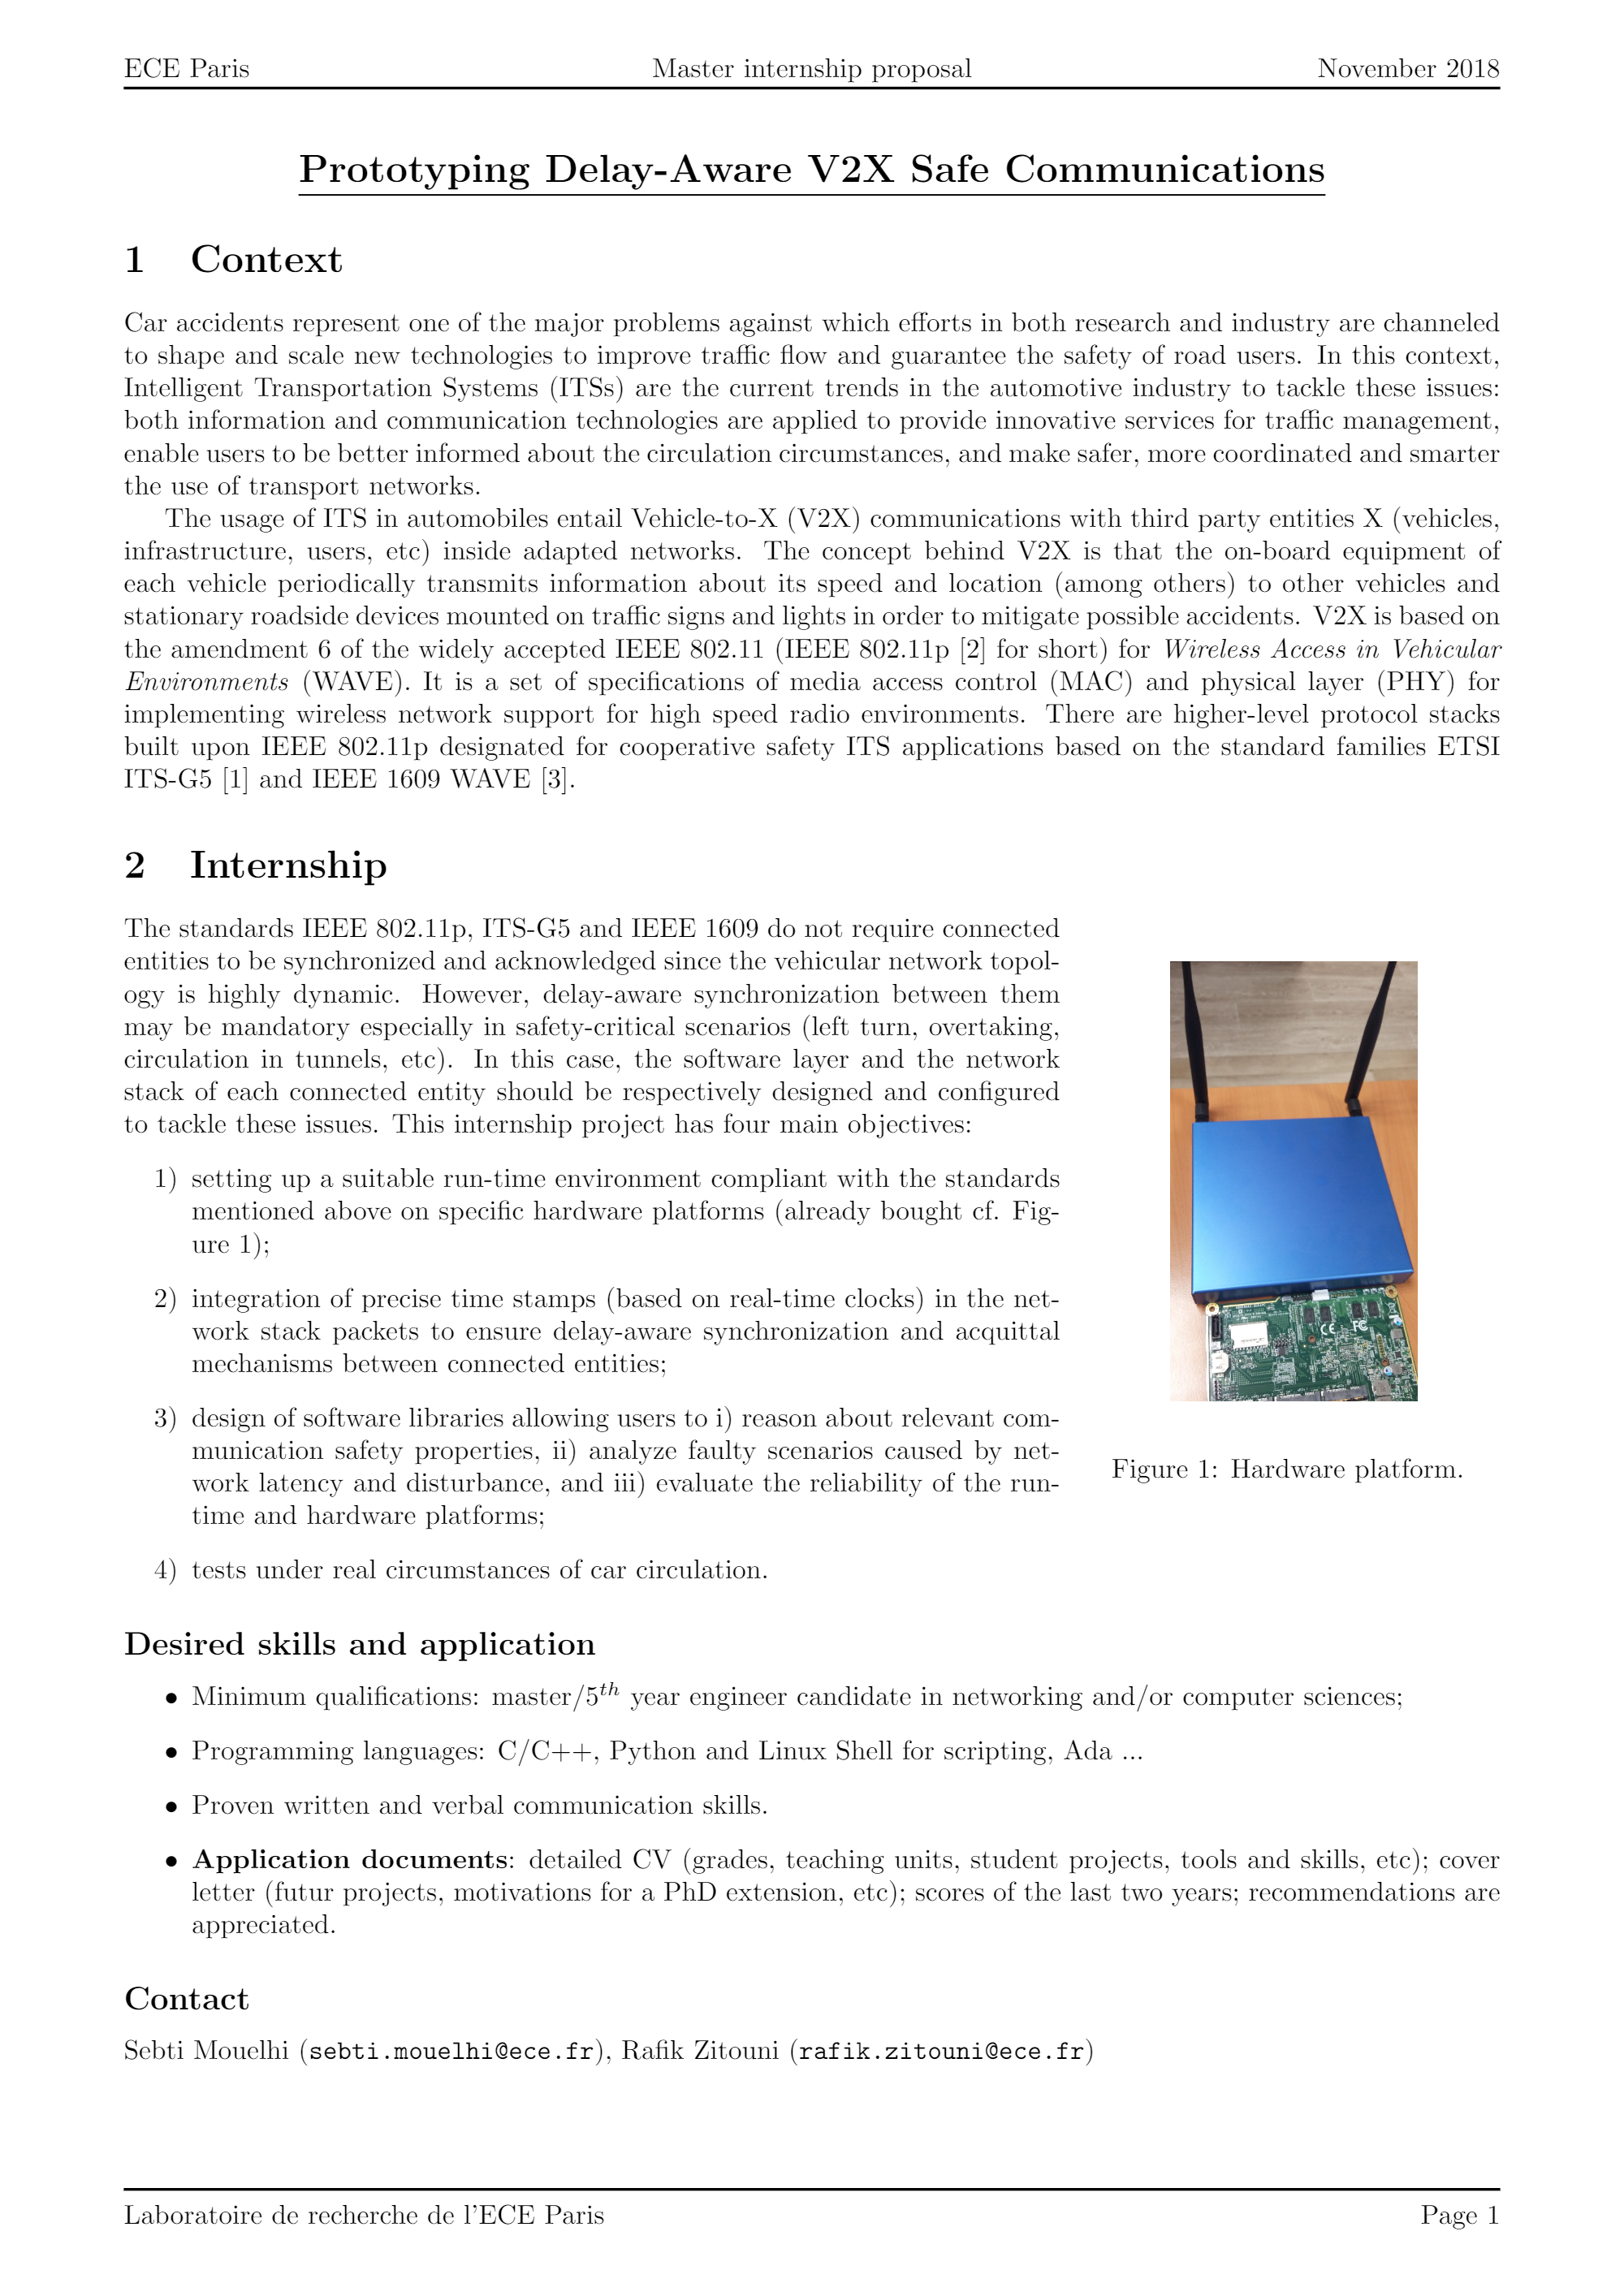 ECE Paris Master internship proposal November 2018
Prototyping Delay-Aware V2X Safe Communications
1 Context
Car accidents represent one of the major problems against which efforts in both research and industry are channeled
to shape and scale new technologies to improve traffic flow and guarantee the safety of road users. In this context,
Intelligent Transportation Systems (ITSs) are the current trends in the automotive industry to tackle these issues:
both information and communication technologies are applied to provide innovative services for traffic management,
enable users to be better informed about the circulation circumstances, and make safer, more coordinated and smarter
the use of transport networks.
The usage of ITS in automobiles entail Vehicle-to-X (V2X) communications with third party entities X (vehicles,
infrastructure, users, etc) inside adapted networks. The concept behind V2X is that the on-board equipment of
each vehicle periodically transmits information about its speed and location (among others) to other vehicles and
stationary roadside devices mounted on traffic signs and lights in order to mitigate possible accidents. V2X is based on
the amendment 6 of the widely accepted IEEE 802.11 (IEEE 802.11p [2] for short) for Wireless Access in Vehicular
Environments (WAVE). It is a set of specifications of media access control (MAC) and physical layer (PHY) for
implementing wireless network support for high speed radio environments. There are higher-level protocol stacks
built upon IEEE 802.11p designated for cooperative safety ITS applications based on the standard families ETSI
ITS-G5 [1] and IEEE 1609 WAVE [3].
2 Internship
The standards IEEE 802.11p, ITS-G5 and IEEE 1609 do not require connected
entities to be synchronized and acknowledged since the vehicular network topol-
ogy is highly dynamic. However, delay-aware synchronization between them
may be mandatory especially in safety-critical scenarios (left turn, overtaking,
circulation in tunnels, etc). In this case, the software layer and the network
stack of each connected entity should be respectively designed and configured
to tackle these issues. This internship project has four main objectives:
1) setting up a suitable run-time environment compliant with the standards
mentioned above on specific hardware platforms (already bought cf. Fig-
ure 1);
2) integration of precise time stamps (based on real-time clocks) in the net-
work stack packets to ensure delay-aware synchronization and acquittal
mechanisms between connected entities;
3) design of software libraries allowing users to i) reason about relevant com-
munication safety properties, ii) analyze faulty scenarios caused by net-
work latency and disturbance, and iii) evaluate the reliability of the run-
time and hardware platforms;
4) tests under real circumstances of car circulation.
CE FC
Figure 1: Hardware platform.
Desired skills and application
• Minimum qualifications: master/5th year engineer candidate in networking and/or computer sciences;
• Programming languages: C/C++, Python and Linux Shell for scripting, Ada ...
• Proven written and verbal communication skills.
• Application documents: detailed CV (grades, teaching units, student projects, tools and skills, etc); cover
letter (futur projects, motivations for a PhD extension, etc); scores of the last two years; recommendations are
appreciated.
Contact
Sebti Mouelhi (sebti.mouelhi@ece.fr), Rafik Zitouni (rafik.zitouni@ece.fr)
Laboratoire de recherche de l'ECE Paris Page 1